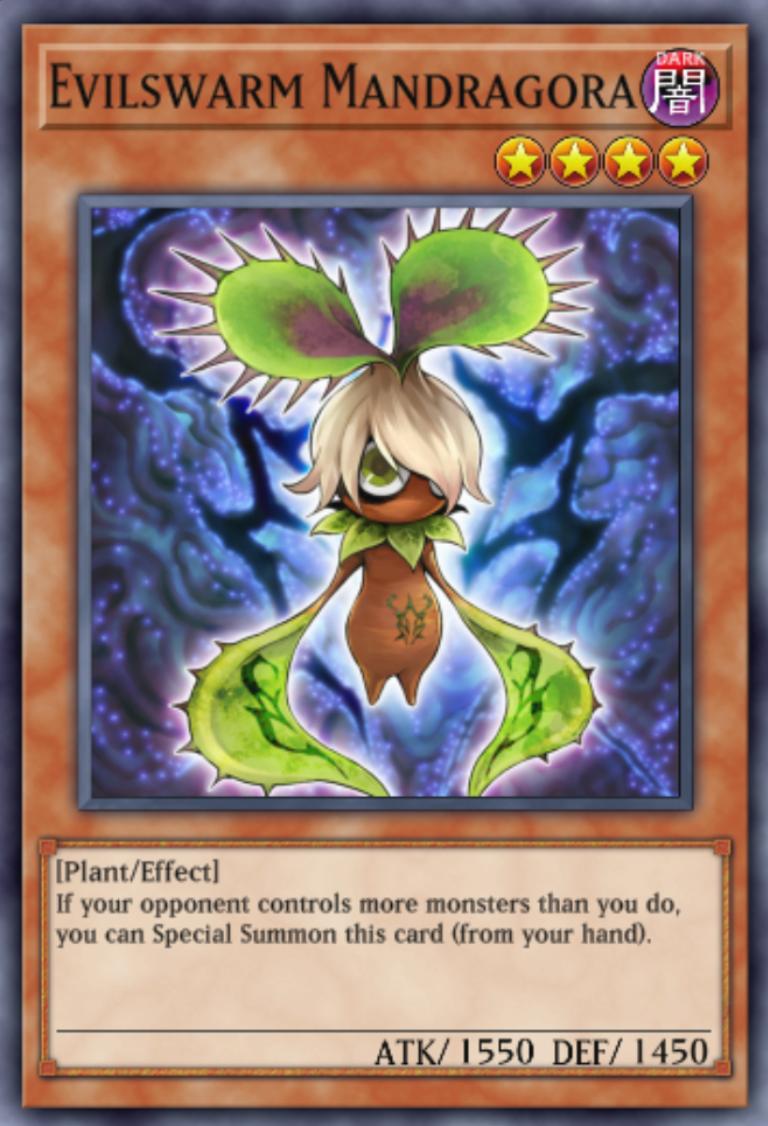 EVILSWARM MANDRAGORA
DARK
闇
[Plant/Effect]
If your opponent controls more monsters than you do,
you can Special Summon this card (from your hand).
ATK/ 1550 DEF/ 1450